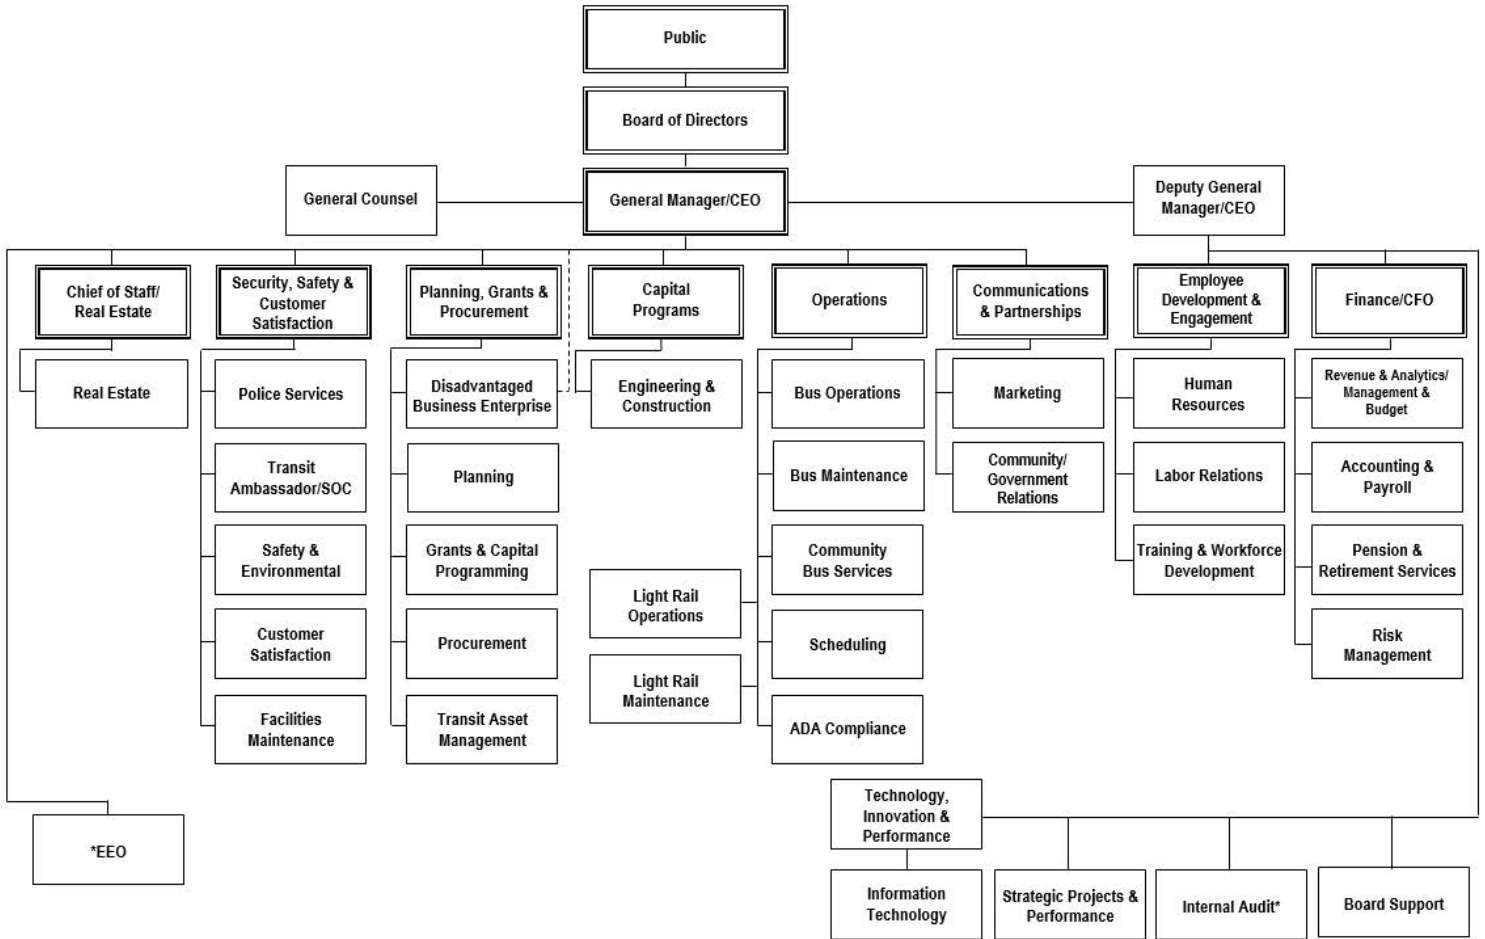 Public
Board of Directors
General Counsel
General Manager/CEO
Deputy General
Manager/CEO
Chief of Staff/
Real Estate
Security, Safety &
Customer
Satisfaction
Planning, Grants &
Procurement
Capital
Programs
Operations
Communications
& Partnerships
Employee
Development &
Engagement
Finance/CFO
Real Estate
Police Services
Disadvantaged
Business Enterprise
Engineering &
Construction
Bus Operations
Marketing
Human
Resources
Revenue & Analytics/
Management &
Budget
Transit
Ambassador/SOC
Planning
Bus Maintenance
Community/
Government
Relations
Labor Relations
Accounting &
Payroll
Safety &
Environmental
Grants & Capital
Programming
Community
Bus Services
Training & Workforce
Development
Pension &
Retirement Services
Light Rail
Operations
Customer
Satisfaction
Procurement
Scheduling
Risk
Management
Light Rail
Maintenance
Facilities
Maintenance
Transit Asset
Management
ADA Compliance
Technology,
Innovation &
Performance
*EEO
Information
Technology
Strategic Projects &
Performance
Internal Audit*
Board Support